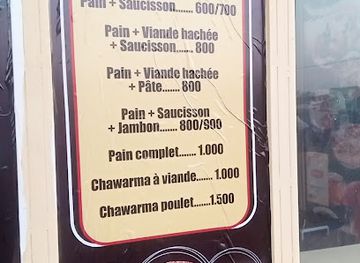 Pain + Saucisson....... 600/700
Pain + Viande hachée
+ Saucisson....... 800
Pain + Viande hachée
+ Pâte....... 800
Pain + Saucisson
+ Jambon....... 800/900
Pain complet....... 1.000
Chawarma à viande....... 1.000
Chawarma poulet.......1.500